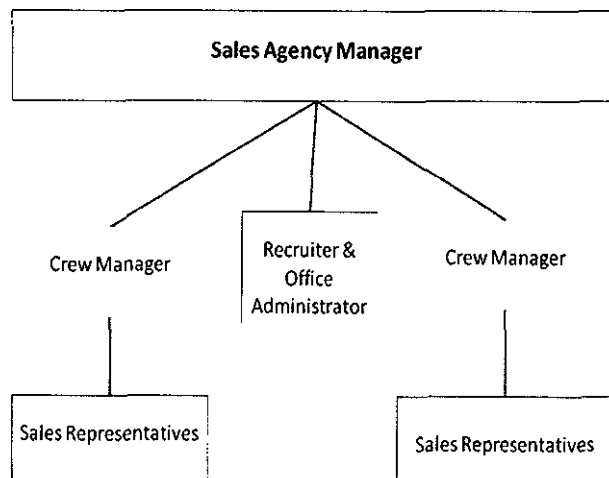 Sales Agency Manager
Crew Manager
Recruiter &
Office
Administrator
Crew Manager
Sales Representatives
Sales Representatives